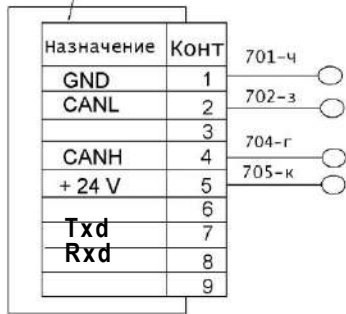 Назначение Конт
GND 1 701-ч
CANL 2 702-з
3
CANH 4 704-г
+ 24 V 5 705-к
6
Txd 7
Rxd 8
9